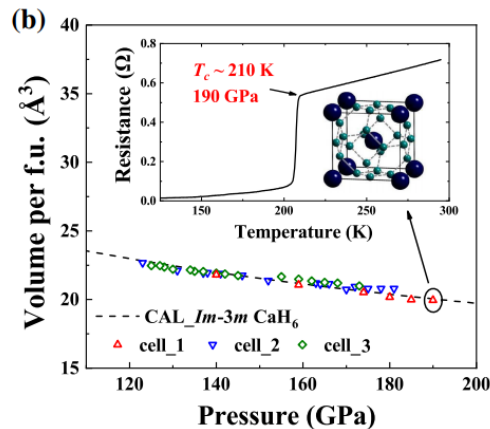 (b)
Volume per f.u. (Å³)
40
35
30
25
20
15
Resistance (Ω)
0.8
0.6
0.4
0.2
0.0
T_c ~ 210 K
190 GPa
150 200 250 300
Temperature (K)
CAL_Im-3m CaH₆
cell_1 cell_2 cell_3
120 140 160 180 200
Pressure (GPa)